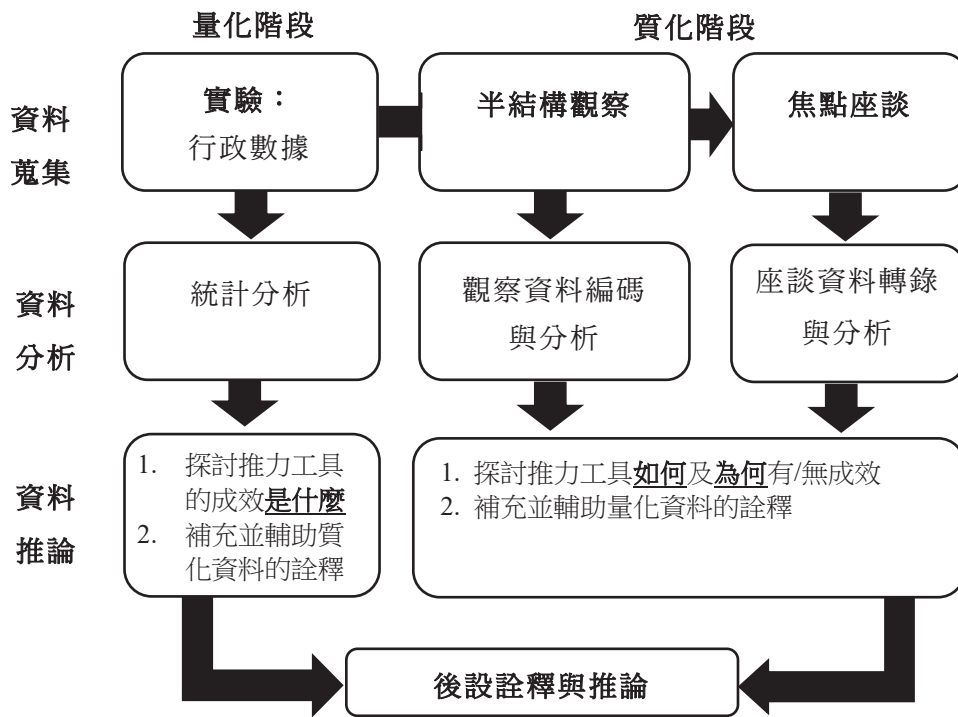 量化階段
質化階段
資料
蒐集
實驗：
行政數據
半結構觀察
焦點座談
資料
分析
統計分析
觀察資料編碼
與分析
座談資料轉錄
與分析
資料
推論
1. 探討推力工具
的成效是什麼
2. 補充並輔助質
化資料的詮釋
1. 探討推力工具如何及為何有/無成效
2. 補充並輔助量化資料的詮釋
後設詮釋與推論